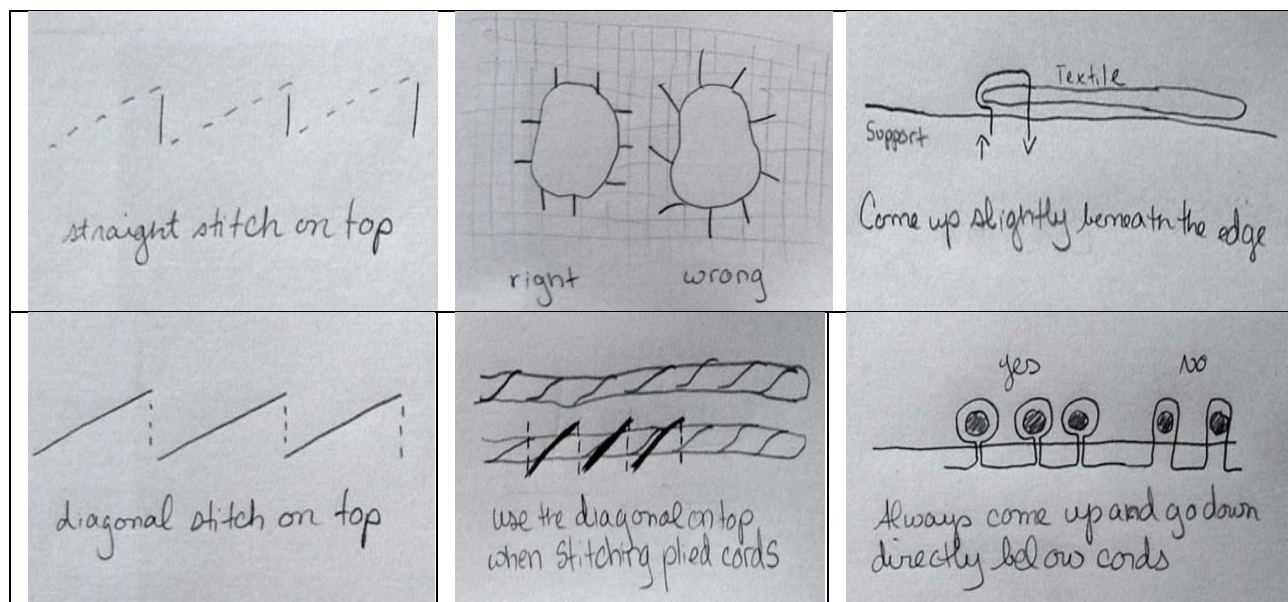 straight stitch on top
right
wrong
Textile
Support
Come up slightly beneath the edge
diagonal stitch on top
use the diagonal on top
when stitching plied cords
yes
no
Always come up and go down
directly below cords